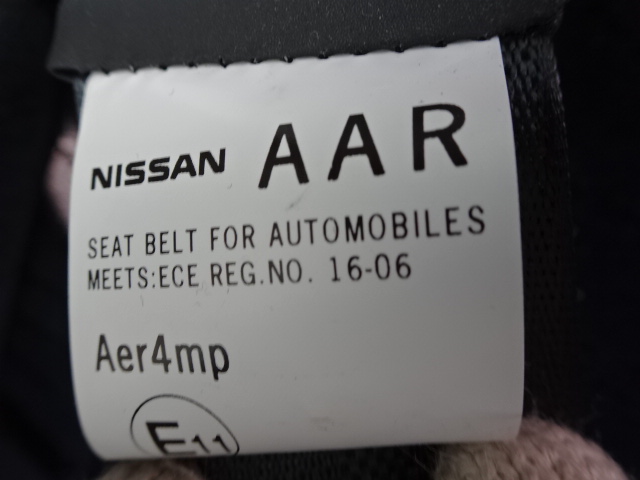 NISSAN AAR
SEAT BELT FOR AUTOMOBILES
MEETS:ECE REG.NO. 16-06
Aer4mp
E11